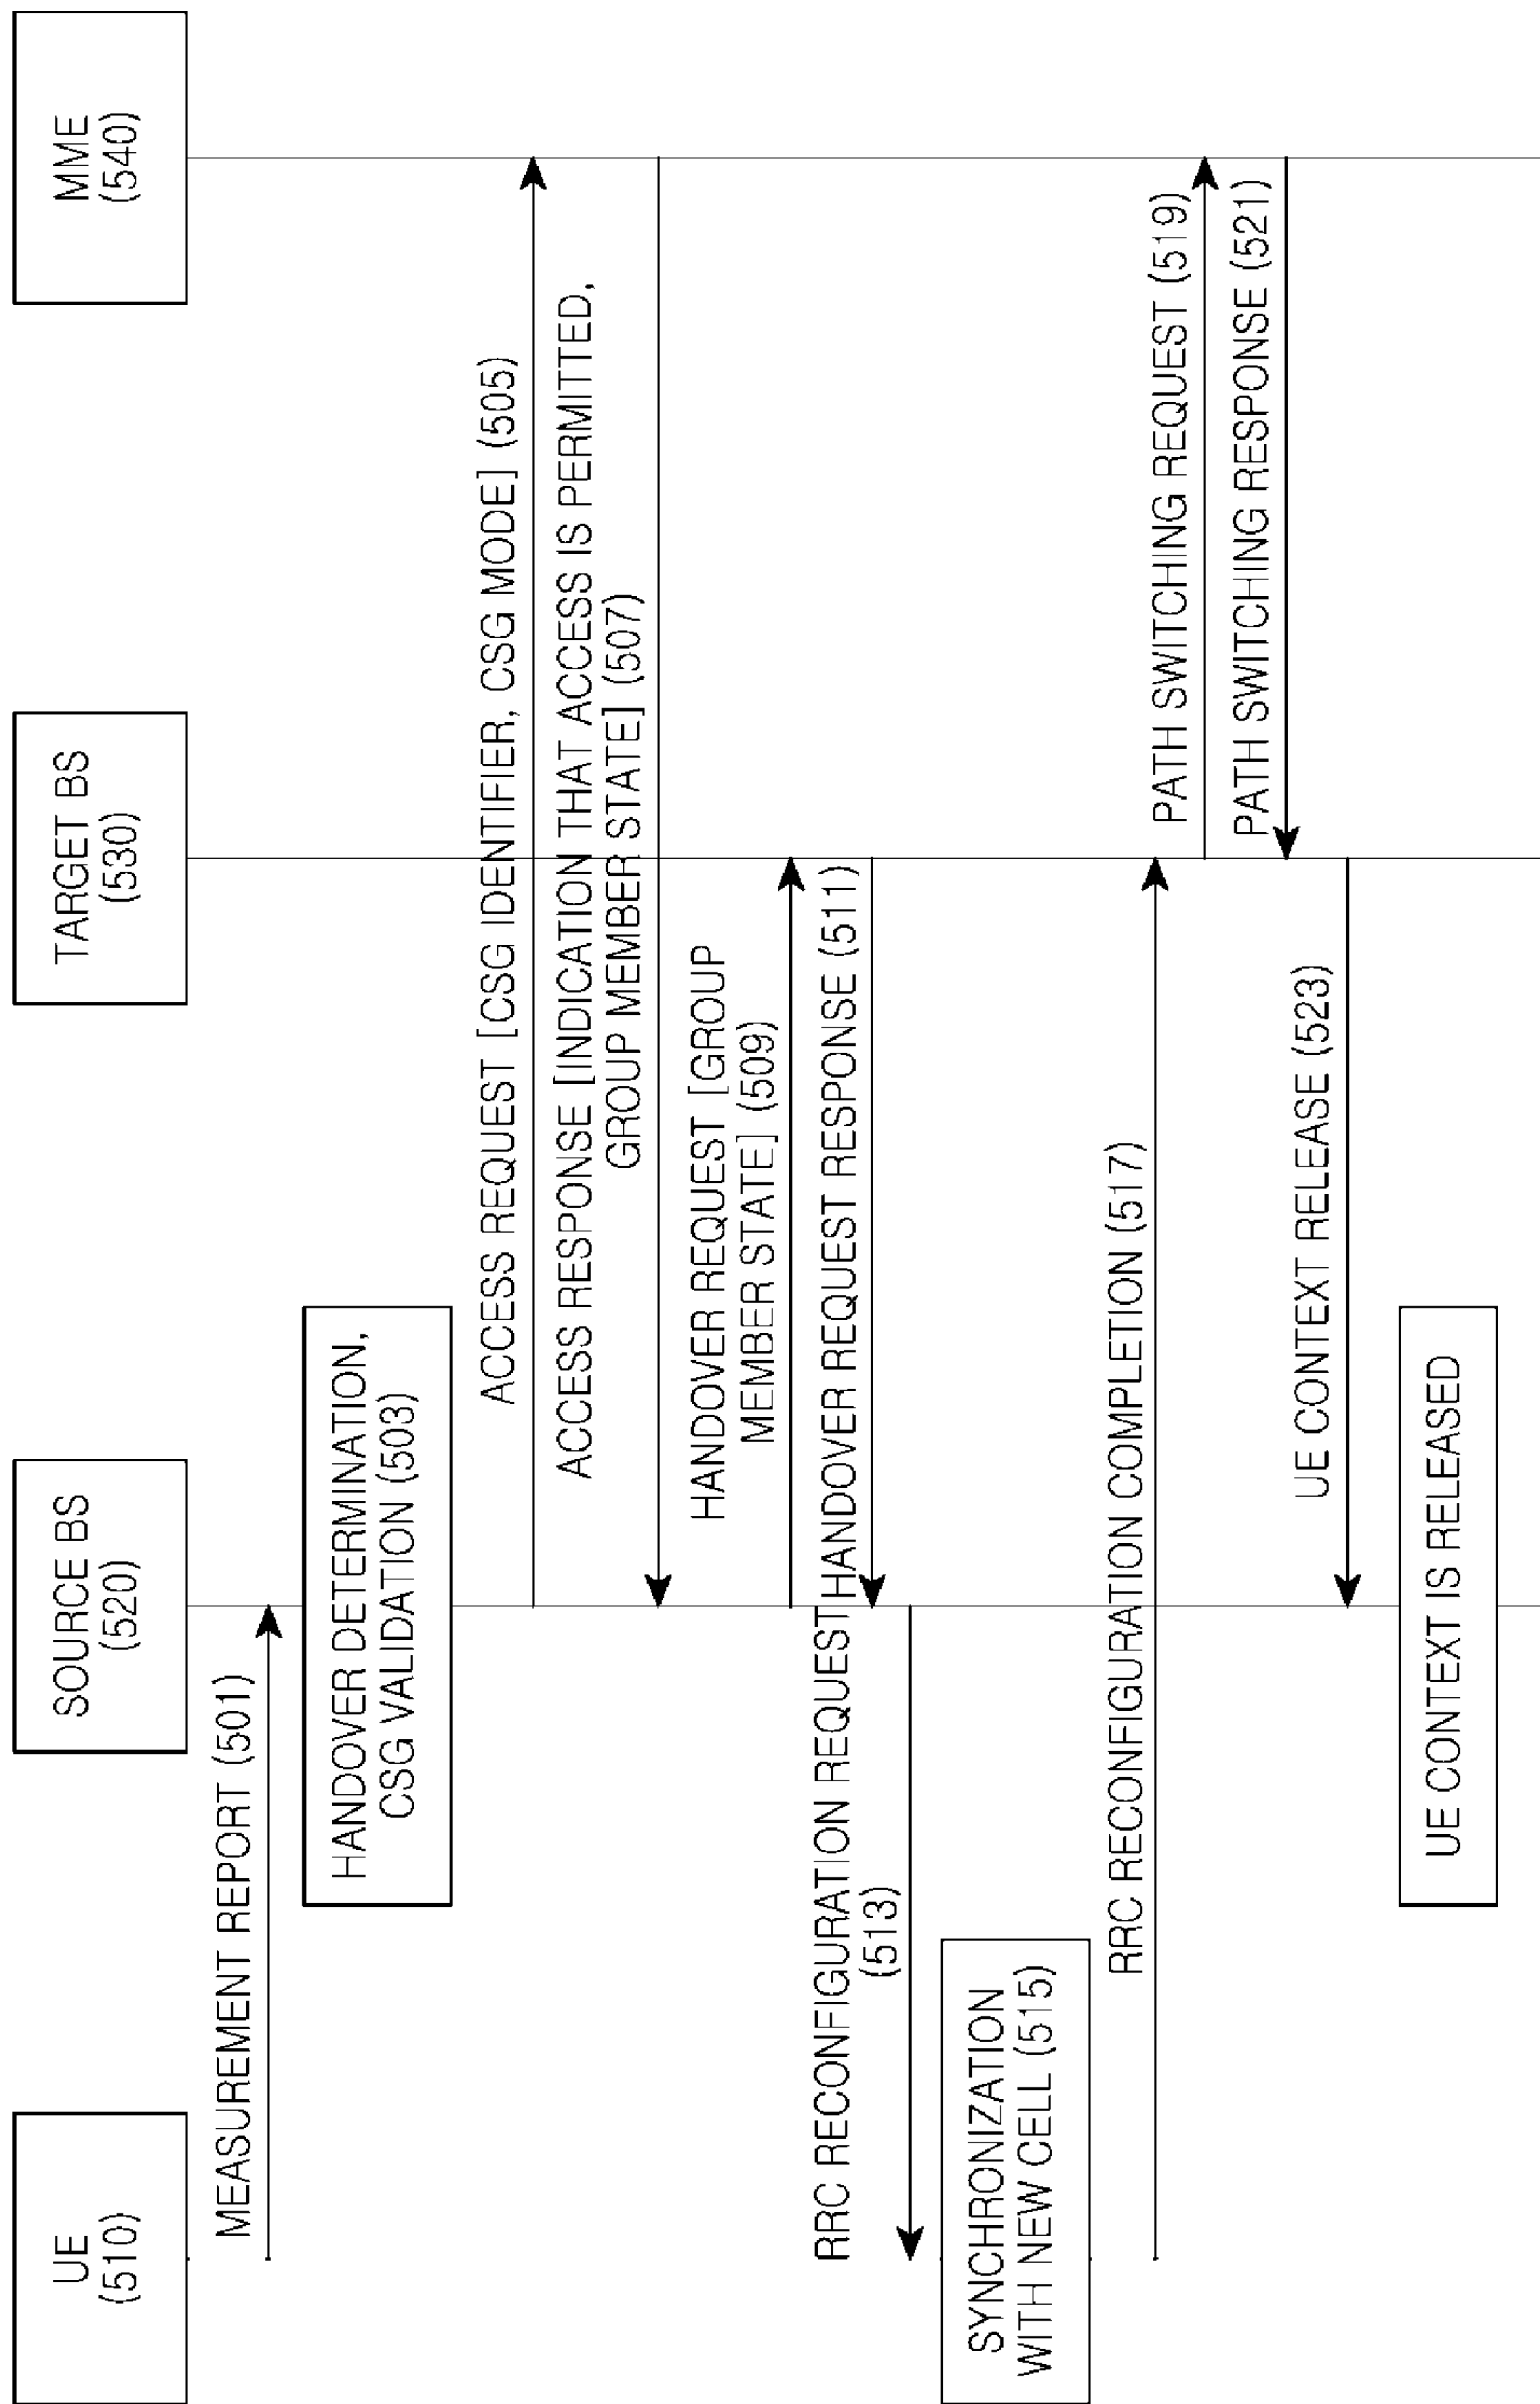 UE
(510)
SOURCE BS
(520)
TARGET BS
(530)
MME
(540)
MEASUREMENT REPORT (501)
HANDOVER DETERMINATION,
CSG VALIDATION (503)
ACCESS REQUEST [CSG IDENTIFIER, CSG MODE] (505)
ACCESS RESPONSE [INDICATION THAT ACCESS IS PERMITTED,
GROUP MEMBER STATE] (507)
HANDOVER REQUEST [GROUP
MEMBER STATE] (509)
HANDOVER REQUEST RESPONSE (511)
RRC RECONFIGURATION REQUEST
(513)
SYNCHRONIZATION
WITH NEW CELL (515)
RRC RECONFIGURATION COMPLETION (517)
PATH SWITCHING REQUEST (519)
PATH SWITCHING RESPONSE (521)
UE CONTEXT RELEASE (523)
UE CONTEXT IS RELEASED